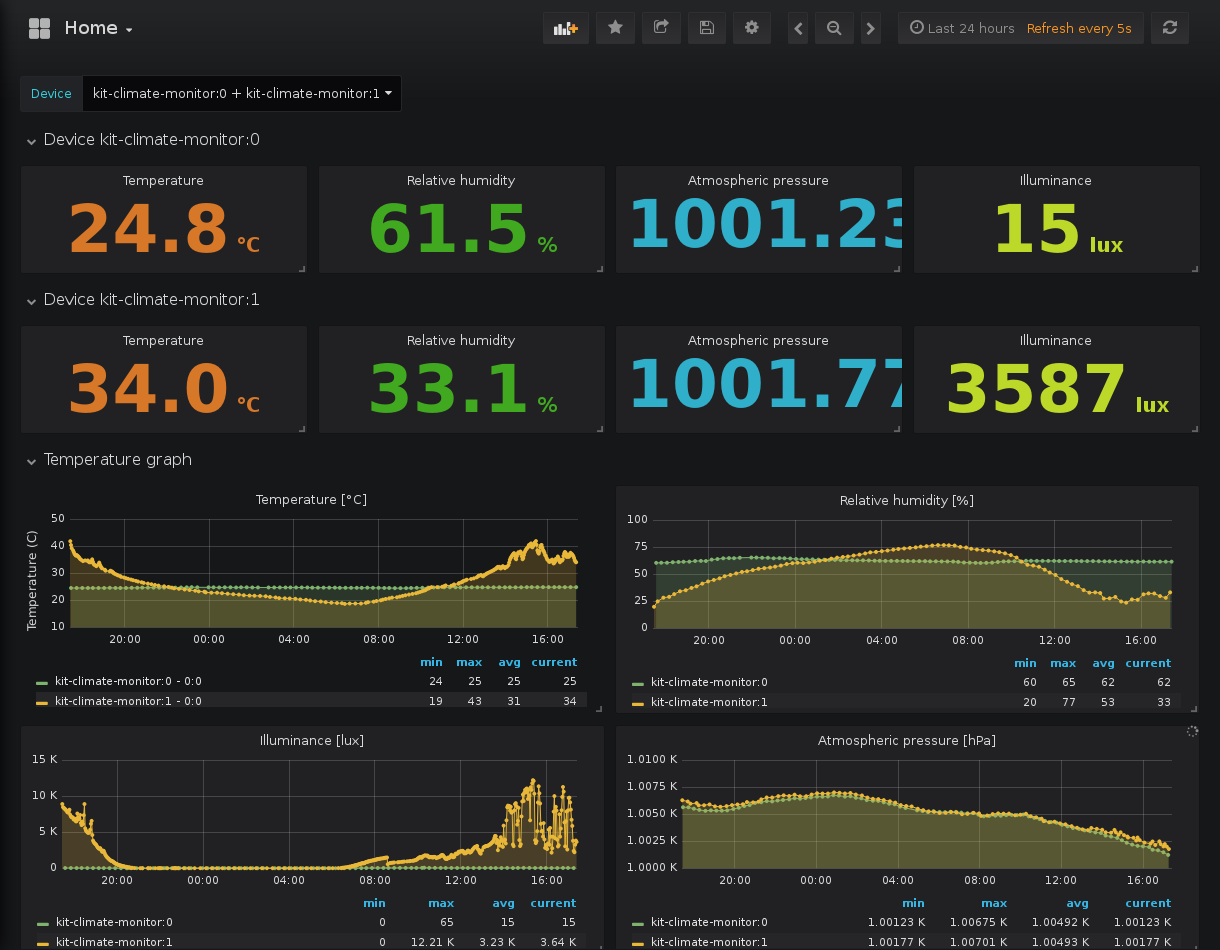 Home
Last 24 hours Refresh every 5s
Device kit-climate-monitor:0 + kit-climate-monitor:1
Device kit-climate-monitor:0
Temperature Relative humidity Atmospheric pressure Illuminance
24.8 °C 61.5 % 1001.23 15 lux
Device kit-climate-monitor:1
Temperature Relative humidity Atmospheric pressure Illuminance
34.0 °C 33.1 % 1001.77 3587 lux
Temperature graph
Temperature [°C]
Temperature (C)
50
40
30
20
10
20:00 00:00 04:00 08:00 12:00 16:00
min max avg current
kit-climate-monitor:0 - 0:0 24 25 25 25
kit-climate-monitor:1 - 0:0 19 43 31 34
Relative humidity [%]
100
75
50
25
0
20:00 00:00 04:00 08:00 12:00 16:00
min max avg current
kit-climate-monitor:0 60 65 62 62
kit-climate-monitor:1 20 77 53 33
Illuminance [lux]
15 K
10 K
5 K
0
20:00 00:00 04:00 08:00 12:00 16:00
min max avg current
kit-climate-monitor:0 0 65 15 15
kit-climate-monitor:1 0 12.21 K 3.23 K 3.64 K
Atmospheric pressure [hPa]
1.0100 K
1.0075 K
1.0050 K
1.0025 K
1.0000 K
20:00 00:00 04:00 08:00 12:00 16:00
min max avg current
kit-climate-monitor:0 1.00123 K 1.00675 K 1.00492 K 1.00123 K
kit-climate-monitor:1 1.00177 K 1.00701 K 1.00493 K 1.00177 K